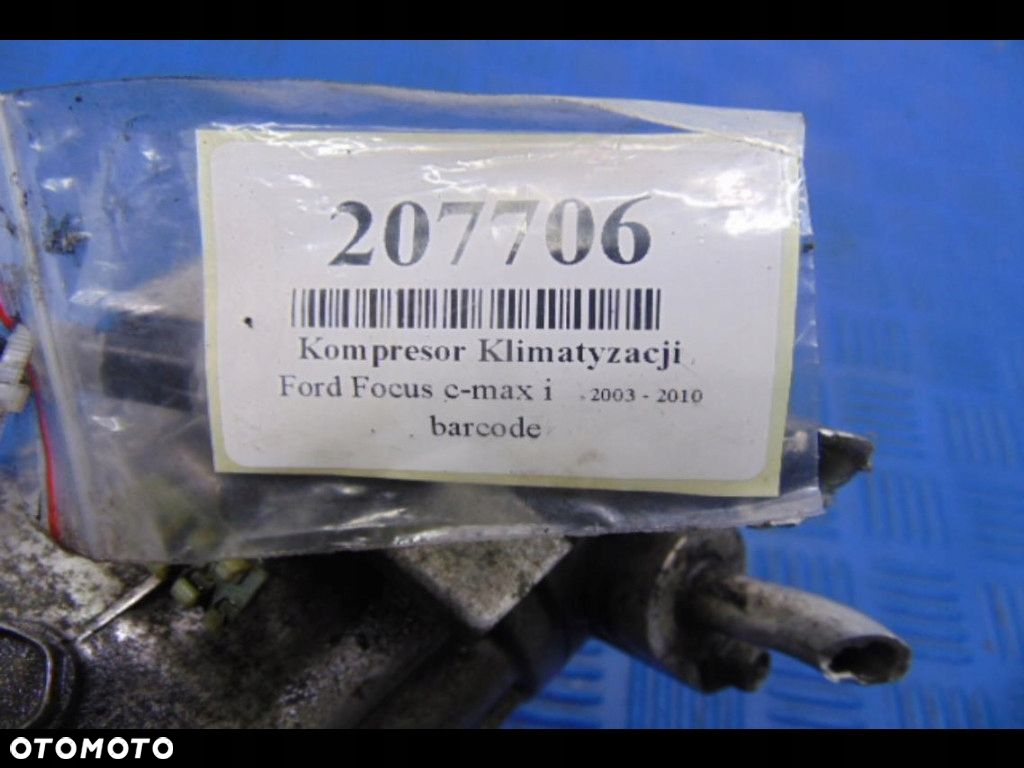 207706
Kompresor Klimatyzacji
Ford Focus c-max i 2003 - 2010
barcode
OTOMOTO